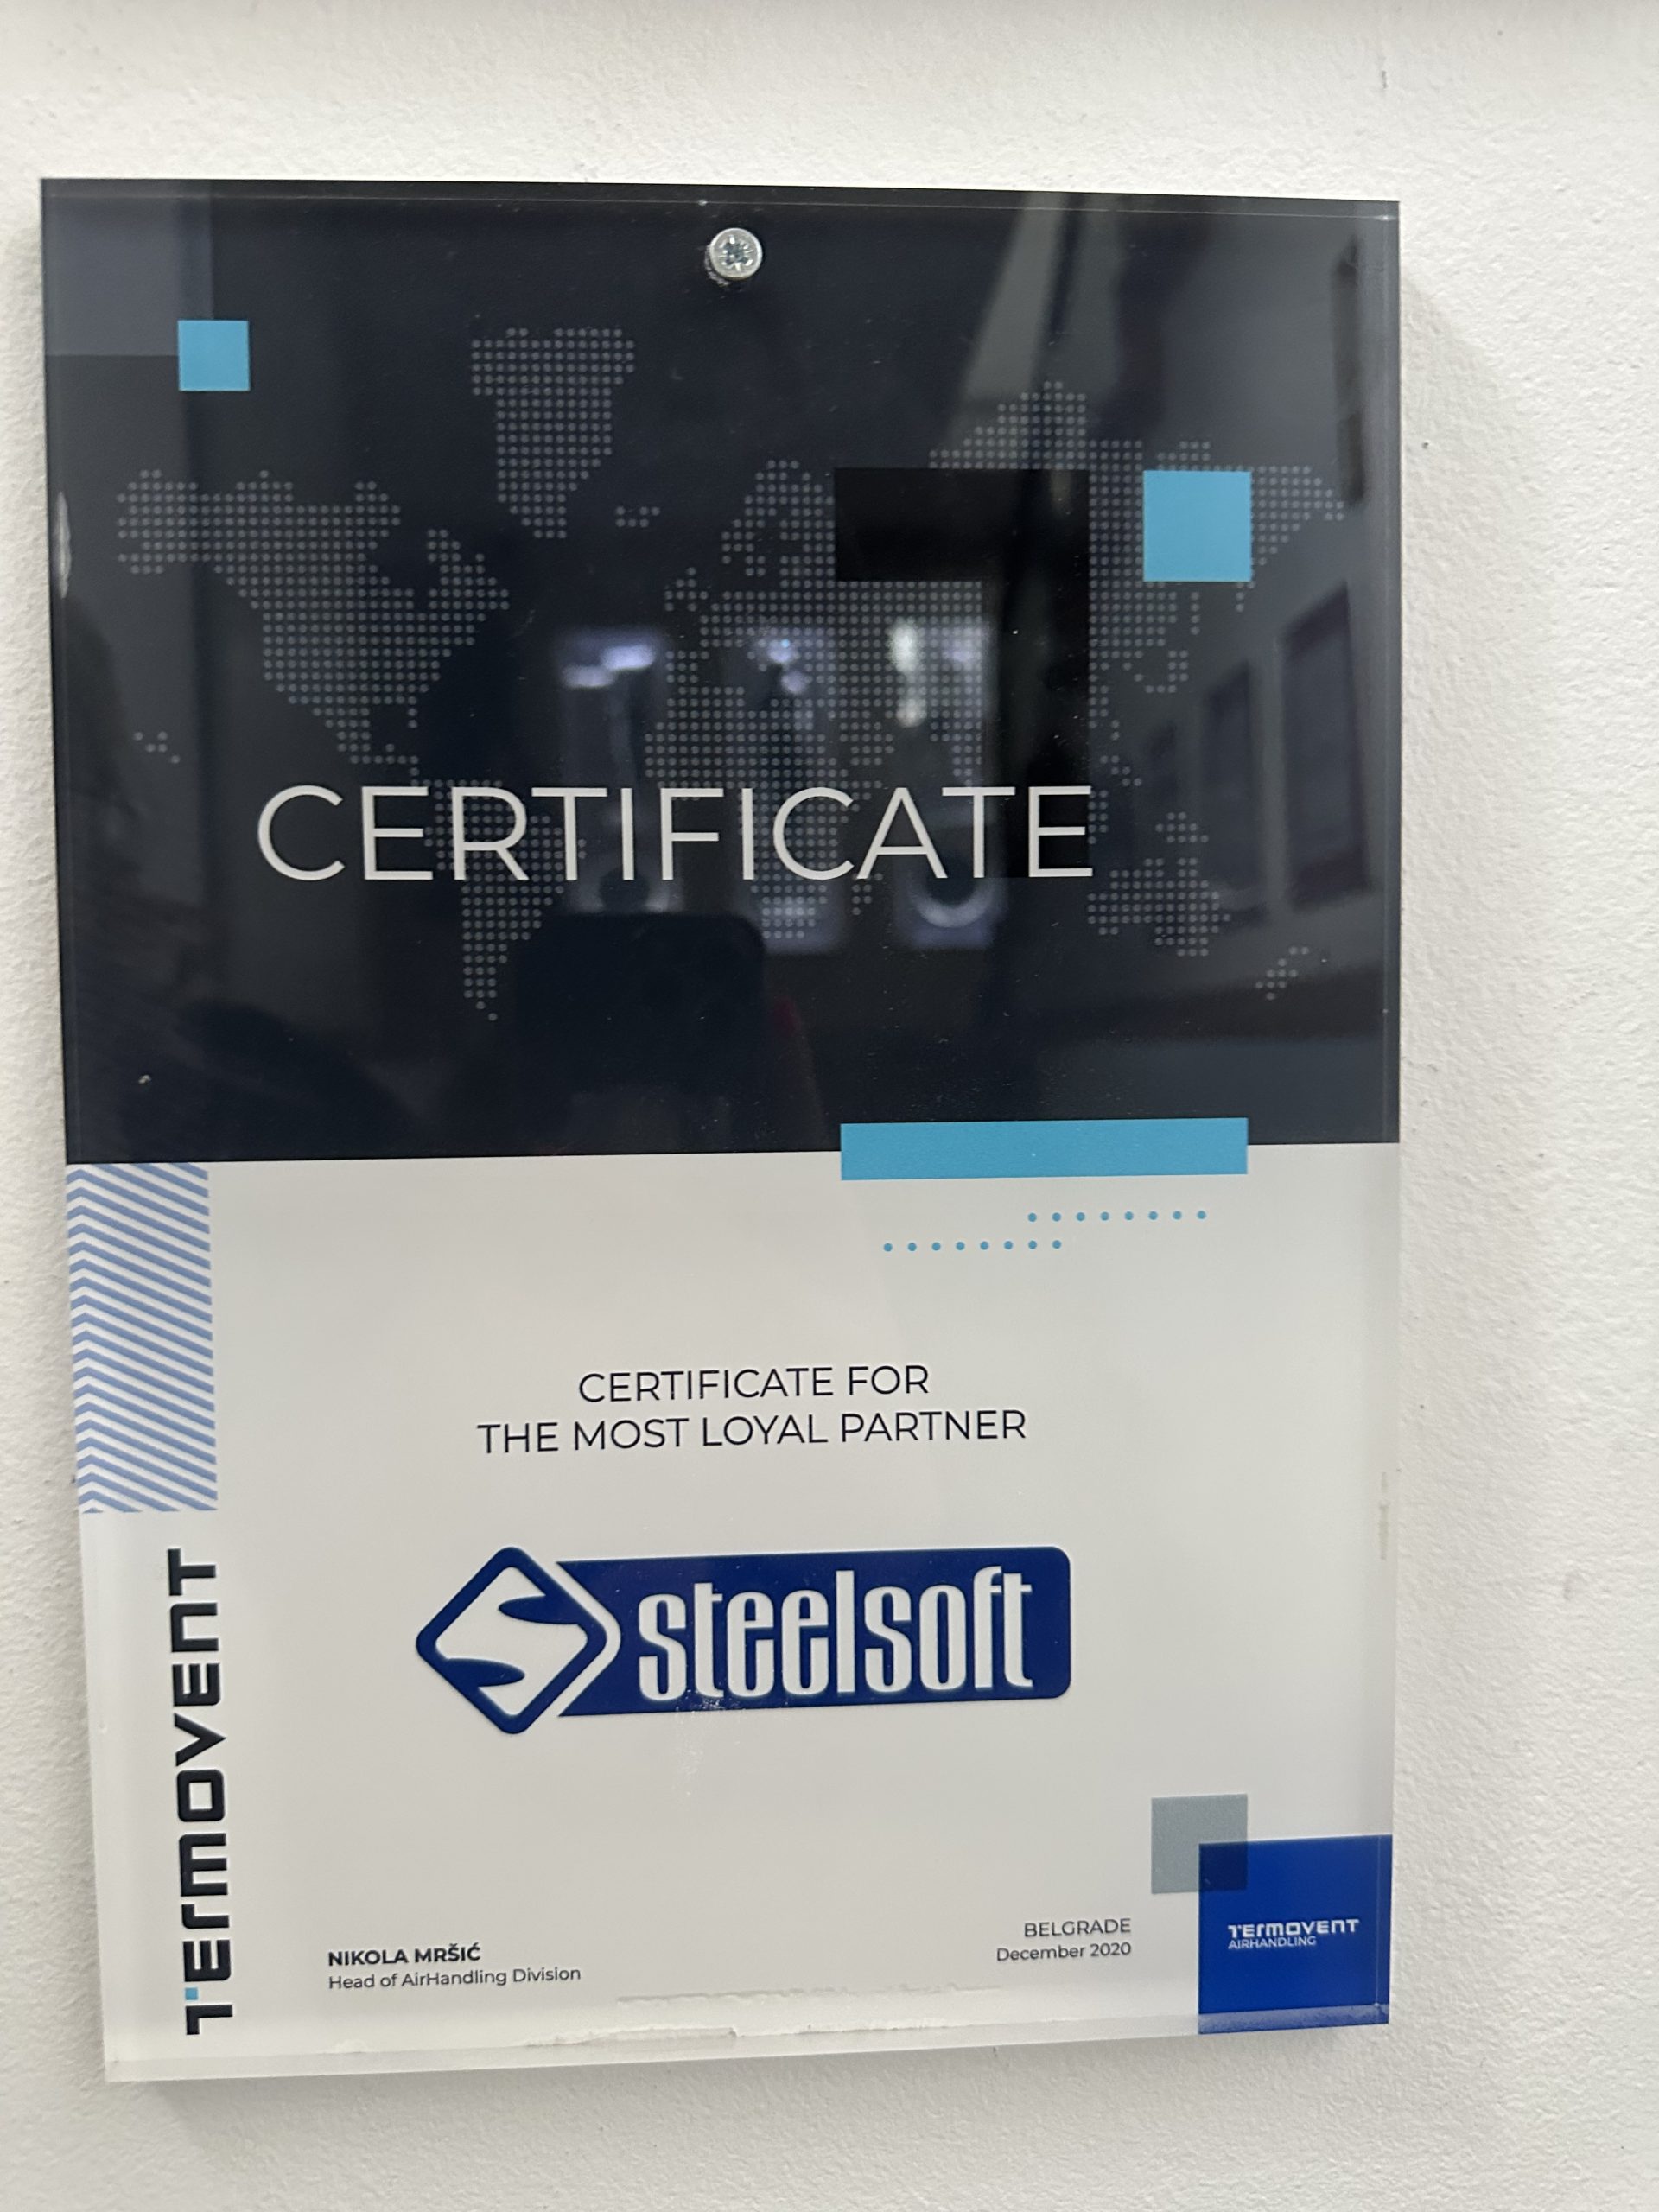 CERTIFICATE
CERTIFICATE FOR
THE MOST LOYAL PARTNER
steelsoft
TERMOVENT
NIKOLA MRŠIĆ
Head of AirHandling Division
BELGRADE
December 2020
TERMOVENT
AIRHANDLING